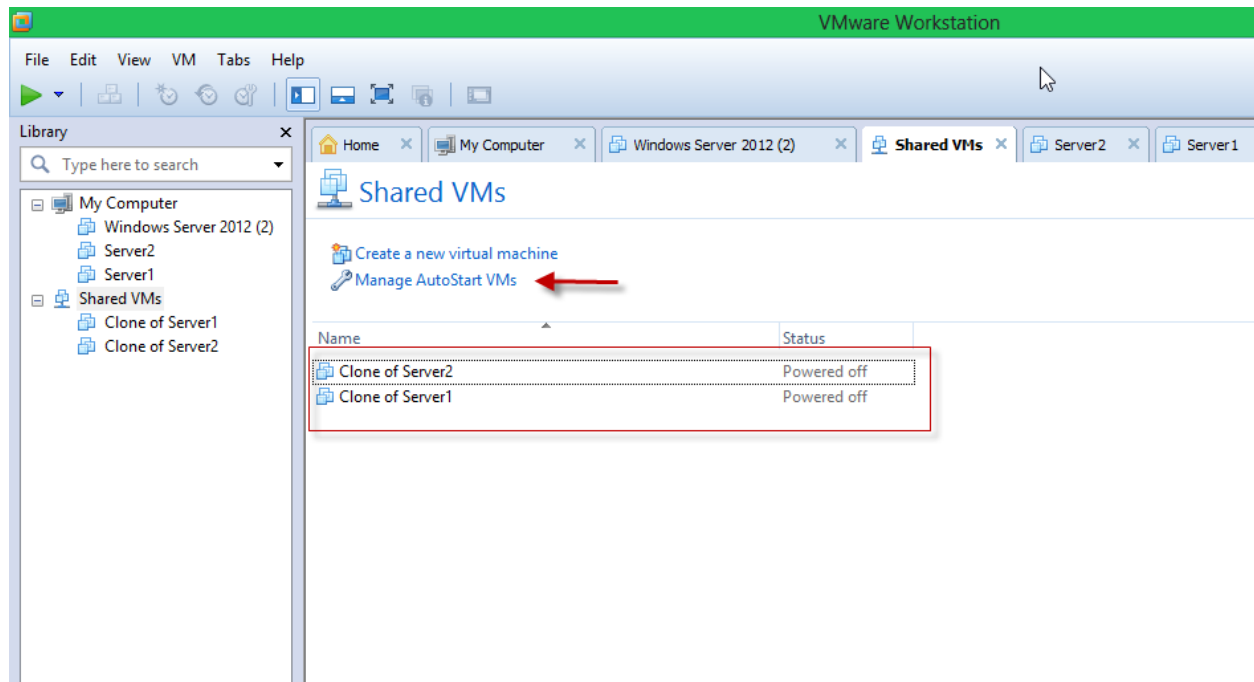 VMware Workstation
File Edit View VM Tabs Help
Library
Type here to search
My Computer
Windows Server 2012 (2)
Server2
Server1
Shared VMs
Clone of Server1
Clone of Server2
Home My Computer Windows Server 2012 (2) Shared VMs Server2 Server1
Shared VMs
Create a new virtual machine
Manage AutoStart VMs
Name Status
Clone of Server2 Powered off
Clone of Server1 Powered off